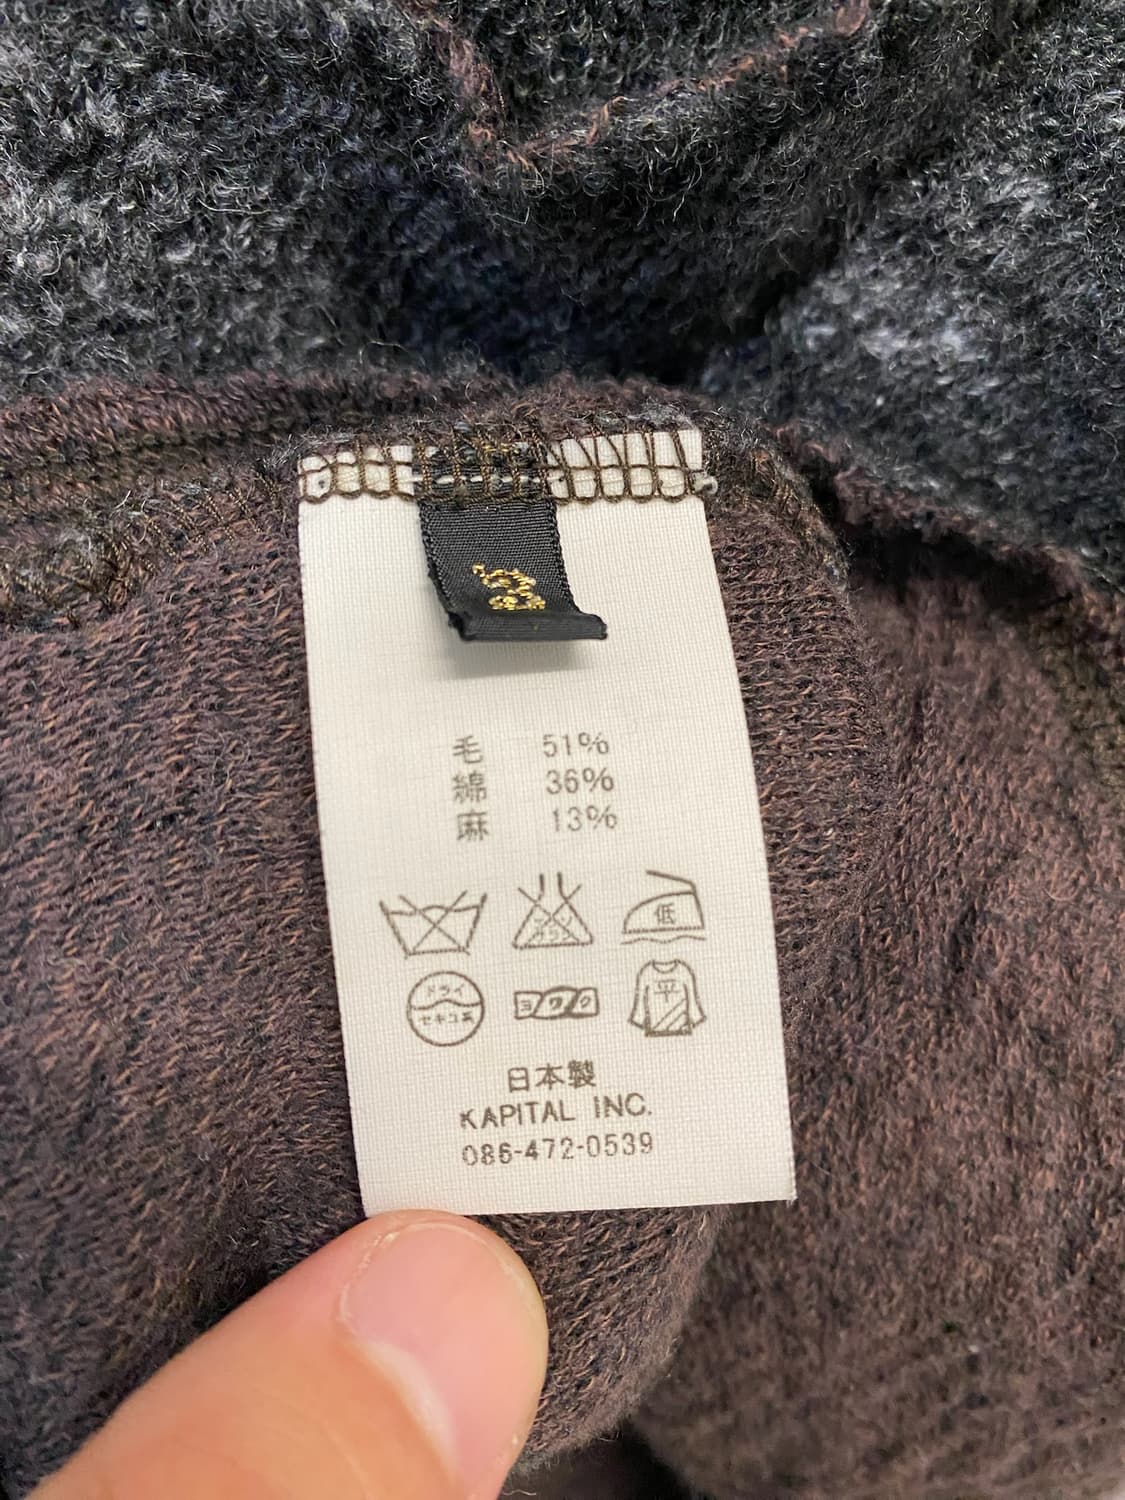 毛 51%
綿 36%
麻 13%
低
ドライ
セキユ系
ヨワク
平
日本製
KAPITAL INC.
086-472-0539